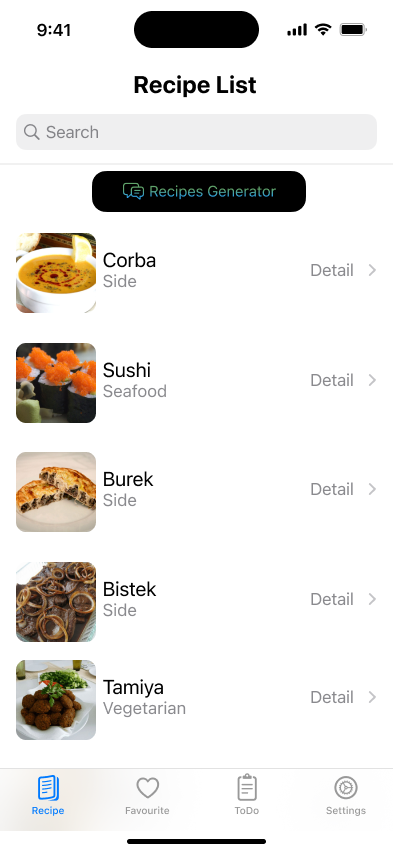 9:41
Recipe List
Search
Recipes Generator
Corba
Side
Detail
Sushi
Seafood
Detail
Burek
Side
Detail
Bistek
Side
Detail
Tamiya
Vegetarian
Detail
Recipe
Favourite
ToDo
Settings